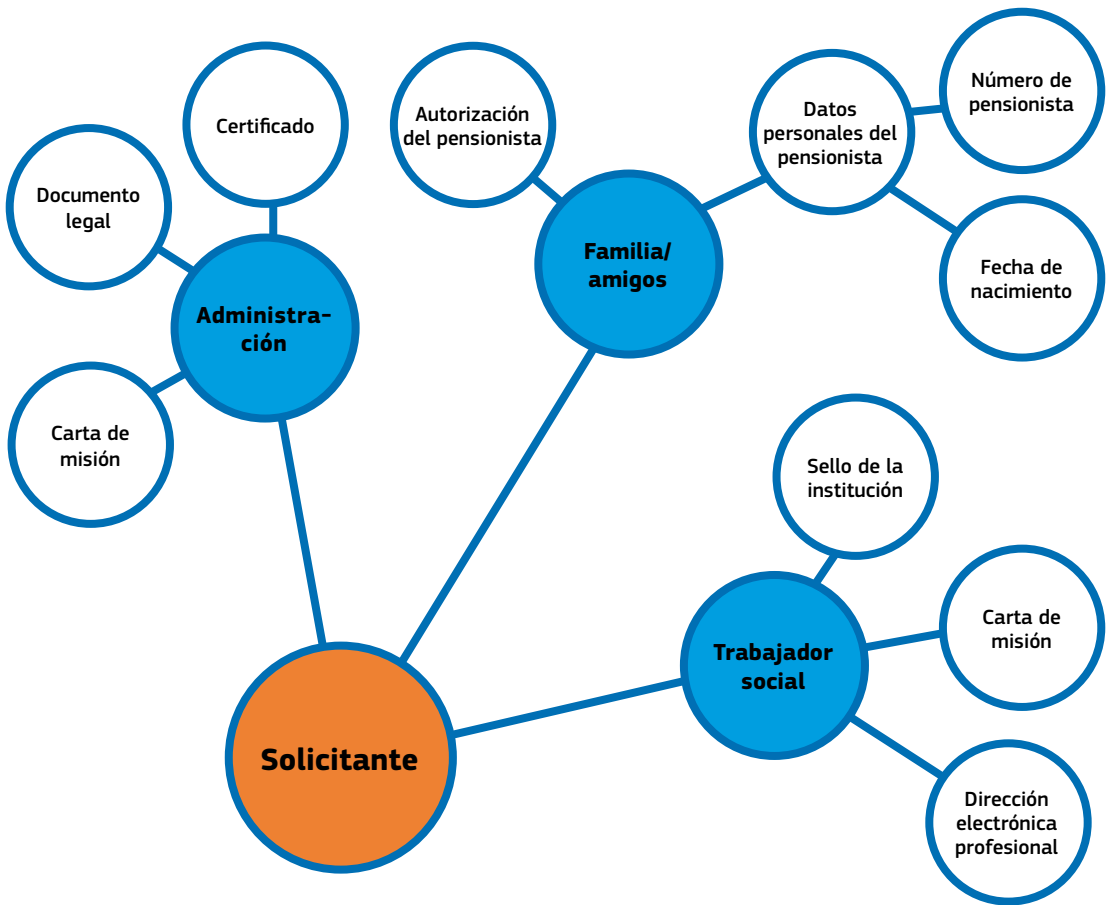 Certificado
Documento
legal
Administra-
ción
Carta de
misión
Autorización
del pensionista
Familia/
amigos
Datos
personales del
pensionista
Número de
pensionista
Fecha de
nacimiento
Sello de la
institución
Trabajador
social
Carta de
misión
Dirección
electrónica
profesional
Solicitante